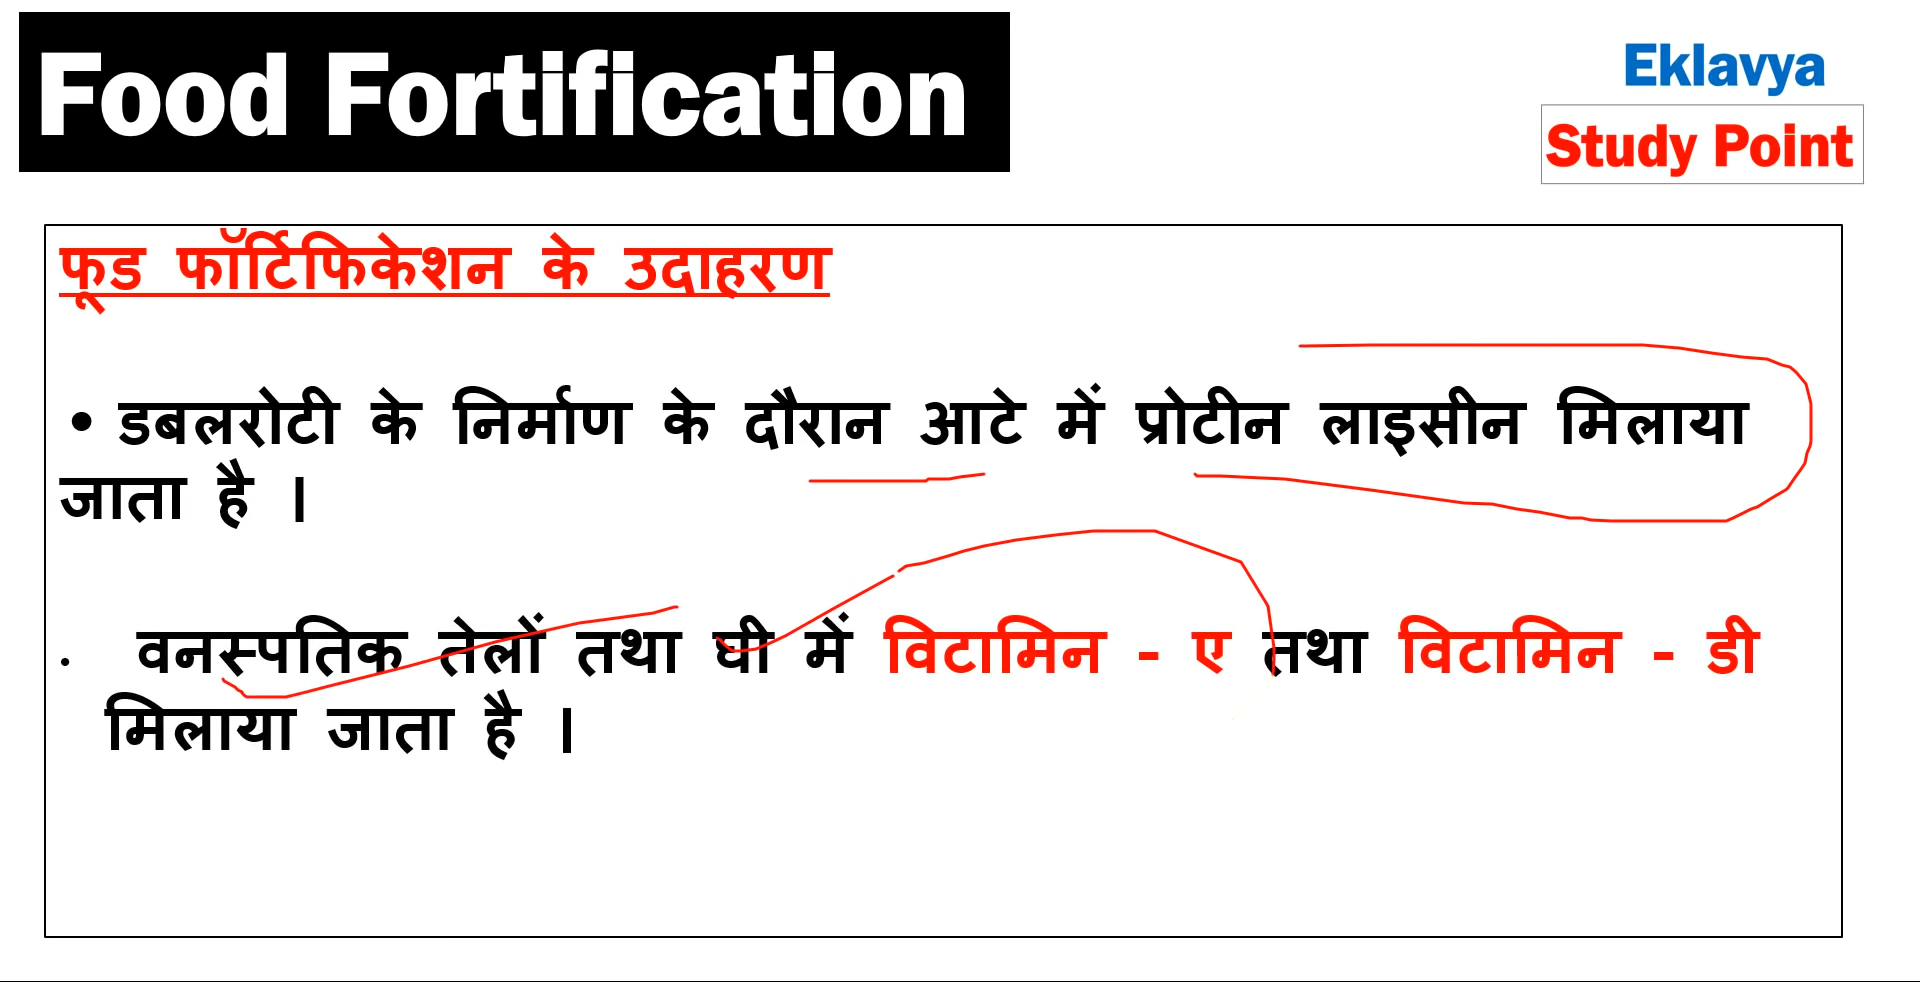 Food Fortification
Eklavya
Study Point
फूड फॉर्टिफिकेशन के उदाहरण
• डबलरोटी के निर्माण के दौरान आटे में प्रोटीन लाइसीन मिलाया
जाता है ।
• वनस्पतिक तेलों तथा घी में विटामिन - ए तथा विटामिन - डी
मिलाया जाता है ।